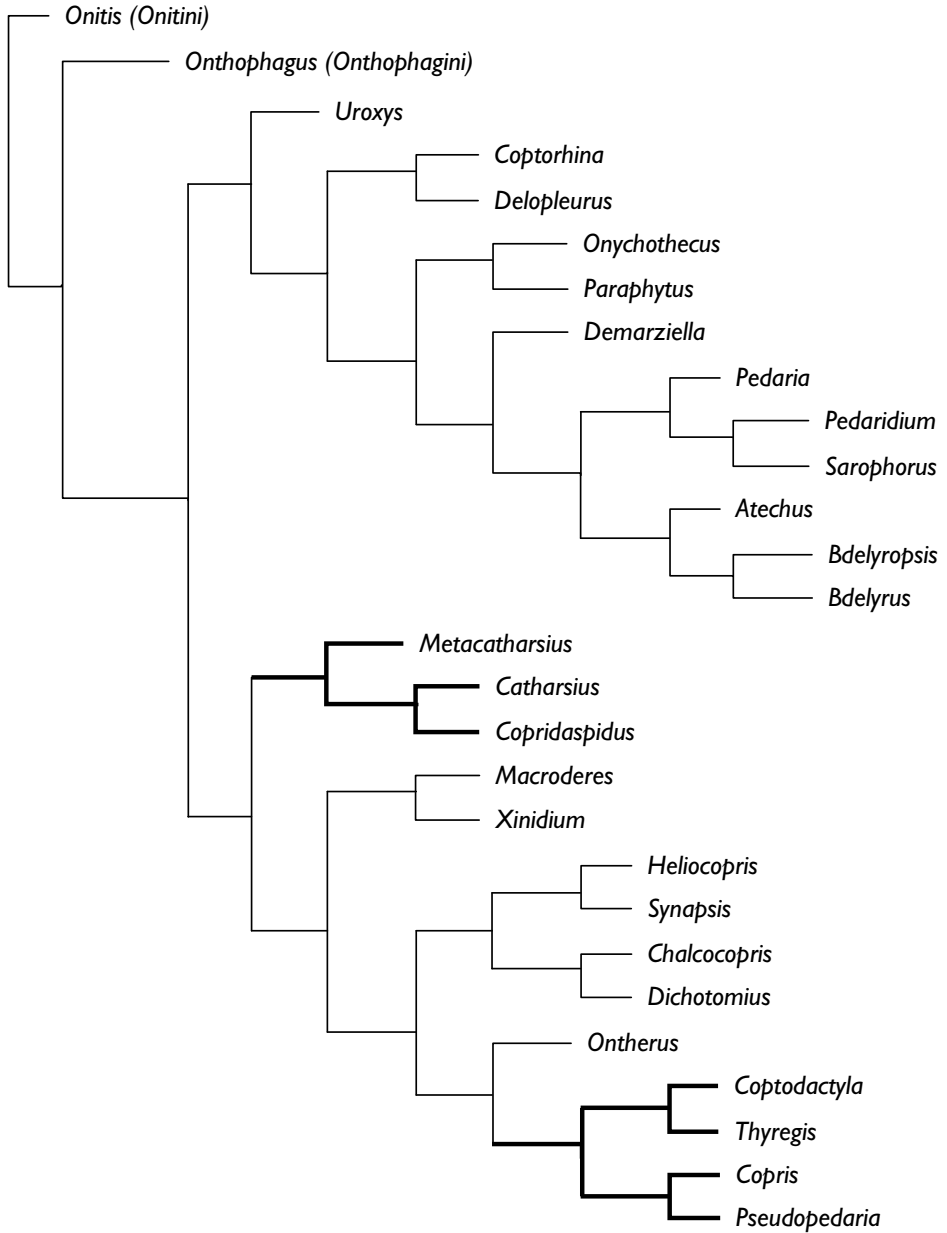 Onitis (Onitini)
Onthophagus (Onthophagini)
Uroxys
Coptorhina
Delopleurus
Onychothecus
Paraphytus
Demarziella
Pedaria
Pedaridium
Sarophorus
Atechus
Bdelyropsis
Bdelyrus
Metacatharsius
Catharsius
Copridaspidus
Macroderes
Xinidium
Heliocopris
Synapsis
Chalcocopris
Dichotomius
Ontherus
Coptodactyla
Thyregis
Copris
Pseudopedaria